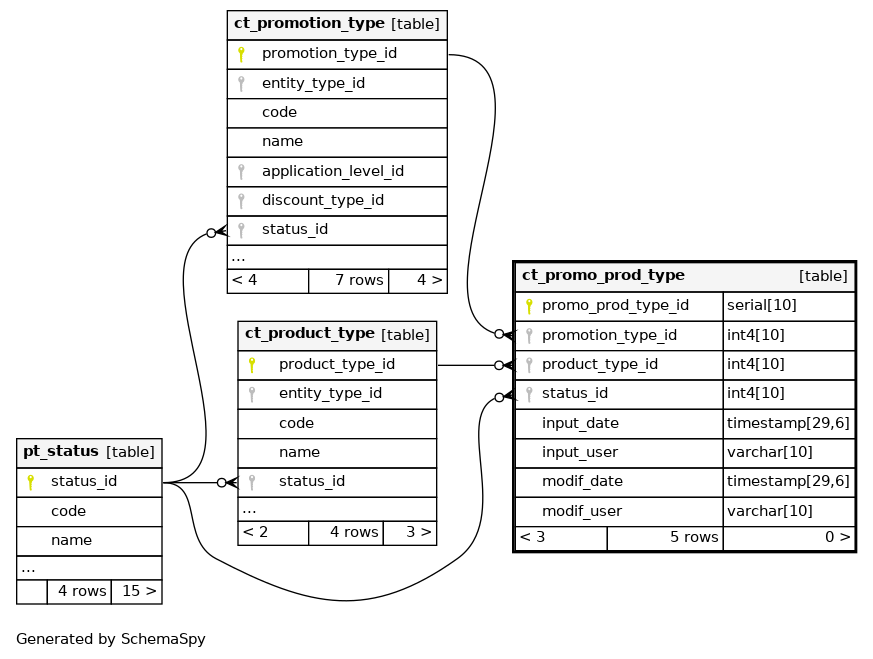 ct_promotion_type [table]
promotion_type_id
entity_type_id
code
name
application_level_id
discount_type_id
status_id
...
< 4 7 rows 4 >
ct_promo_prod_type [table]
promo_prod_type_id serial[10]
promotion_type_id int4[10]
product_type_id int4[10]
status_id int4[10]
input_date timestamp[29,6]
input_user varchar[10]
modif_date timestamp[29,6]
modif_user varchar[10]
< 3 5 rows 0 >
ct_product_type [table]
product_type_id
entity_type_id
code
name
status_id
...
< 2 4 rows 3 >
pt_status [table]
status_id
code
name
...
4 rows 15 >
Generated by SchemaSpy